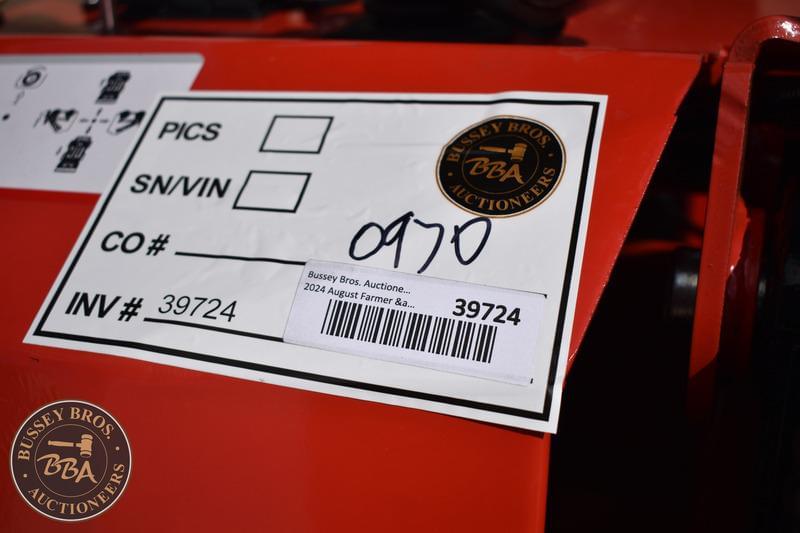 PICS
SN/VIN
CO #
INV # 39724
BUSSEY BROS.
BBA
AUCTIONEERS
0970
Bussey Bros. Auctione...
2024 August Farmer &a...
39724
BUSSEY BROS.
BBA
AUCTIONEERS